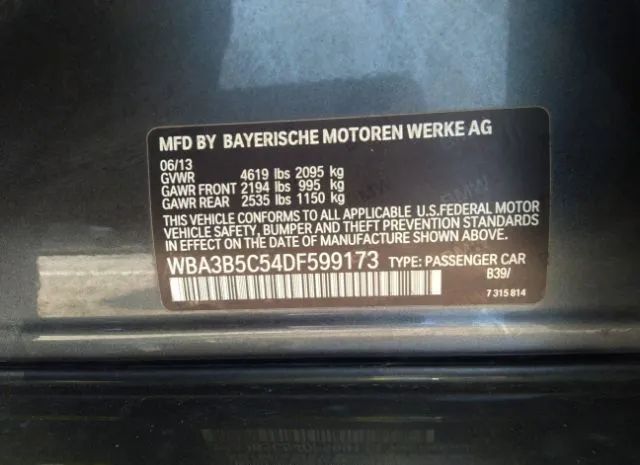 MFD BY BAYERISCHE MOTOREN WERKE AG
06/13
GVWR 4619 lbs 2095 kg
GAWR FRONT 2194 lbs 995 kg
GAWR REAR 2535 lbs 1150 kg
THIS VEHICLE CONFORMS TO ALL APPLICABLE U.S.FEDERAL MOTOR
VEHICLE SAFETY, BUMPER AND THEFT PREVENTION STANDARDS
IN EFFECT ON THE DATE OF MANUFACTURE SHOWN ABOVE.
WBA3B5C54DF599173 TYPE: PASSENGER CAR
B39/
7 315 814